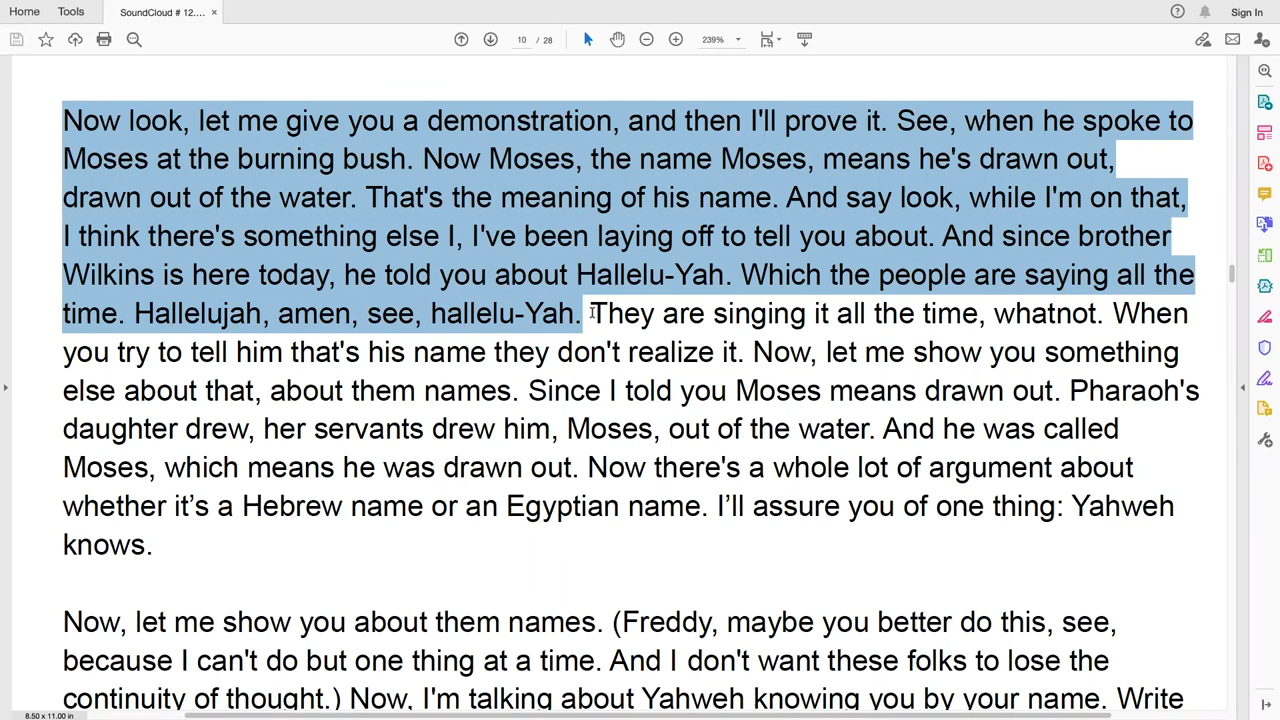 Home Tools SoundCloud # 12.... × Sign In
10 / 28 239%
Now look, let me give you a demonstration, and then I'll prove it. See, when he spoke to
Moses at the burning bush. Now Moses, the name Moses, means he's drawn out,
drawn out of the water. That's the meaning of his name. And say look, while I'm on that,
I think there's something else I, I've been laying off to tell you about. And since brother
Wilkins is here today, he told you about Hallelu-Yah. Which the people are saying all the
time. Hallelujah, amen, see, hallelu-Yah. They are singing it all the time, whatnot. When
you try to tell him that's his name they don't realize it. Now, let me show you something
else about that, about them names. Since I told you Moses means drawn out. Pharaoh's
daughter drew, her servants drew him, Moses, out of the water. And he was called
Moses, which means he was drawn out. Now there's a whole lot of argument about
whether it’s a Hebrew name or an Egyptian name. I’ll assure you of one thing: Yahweh
knows.
Now, let me show you about them names. (Freddy, maybe you better do this, see,
because I can't do but one thing at a time. And I don't want these folks to lose the
continuity of thought.) Now, I'm talking about Yahweh knowing you by your name. Write
8.50 x 11.00 in